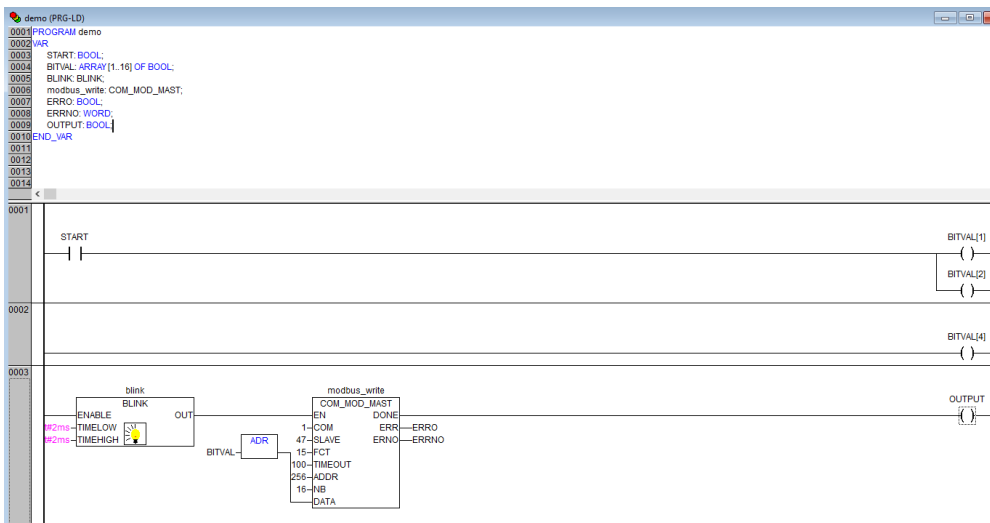 demo (PRG-LD)
0001 PROGRAM demo
0002 VAR
0003 START: BOOL;
0004 BITVAL: ARRAY [1..16] OF BOOL;
0005 BLINK: BLINK;
0006 modbus_write: COM_MOD_MAST;
0007 ERRO: BOOL;
0008 ERRNO: WORD;
0009 OUTPUT: BOOL;
0010 END_VAR
0011
0012
0013
0014
0001
START BITVAL[1]
BITVAL[2]
0002
BITVAL[4]
0003
blink modbus_write
BLINK COM_MOD_MAST OUTPUT
ENABLE OUT EN DONE
t#2ms TIMELOW 1 COM ERR ERRO
t#2ms TIMEHIGH ADR 47 SLAVE ERNO ERRNO
BITVAL 15 FCT
100 TIMEOUT
256 ADDR
16 NB
DATA